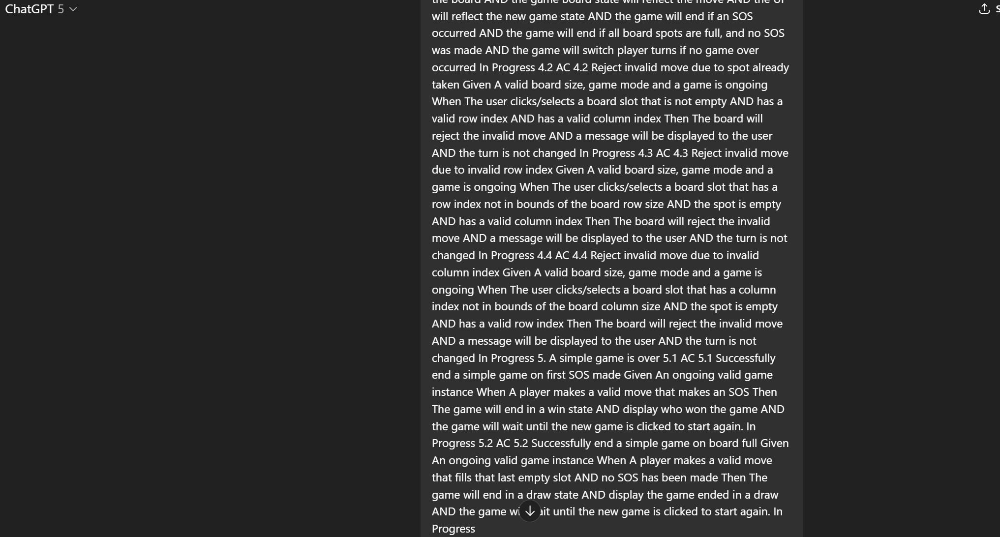 ChatGPT 5
the board AND the game board state will reflect the move AND the UI
will reflect the new game state AND the game will end if an SOS
occurred AND the game will end if all board spots are full, and no SOS
was made AND the game will switch player turns if no game over
occurred In Progress 4.2 AC 4.2 Reject invalid move due to spot already
taken Given A valid board size, game mode and a game is ongoing
When The user clicks/selects a board slot that is not empty AND has a
valid row index AND has a valid column index Then The board will
reject the invalid move AND a message will be displayed to the user
AND the turn is not changed In Progress 4.3 AC 4.3 Reject invalid move
due to invalid row index Given A valid board size, game mode and a
game is ongoing When The user clicks/selects a board slot that has a
row index not in bounds of the board row size AND the spot is empty
AND has a valid column index Then The board will reject the invalid
move AND a message will be displayed to the user AND the turn is not
changed In Progress 4.4 AC 4.4 Reject invalid move due to invalid
column index Given A valid board size, game mode and a game is
ongoing When The user clicks/selects a board slot that has a column
index not in bounds of the board column size AND the spot is empty
AND has a valid row index Then The board will reject the invalid move
AND a message will be displayed to the user AND the turn is not
changed In Progress 5. A simple game is over 5.1 AC 5.1 Successfully
end a simple game on first SOS made Given An ongoing valid game
instance When A player makes a valid move that makes an SOS Then
The game will end in a win state AND display who won the game AND
the game will wait until the new game is clicked to start again. In
Progress 5.2 AC 5.2 Successfully end a simple game on board full Given
An ongoing valid game instance When A player makes a valid move
that fills that last empty slot AND no SOS has been made Then The
game will end in a draw state AND display the game ended in a draw
AND the game will wait until the new game is clicked to start again. In
Progress